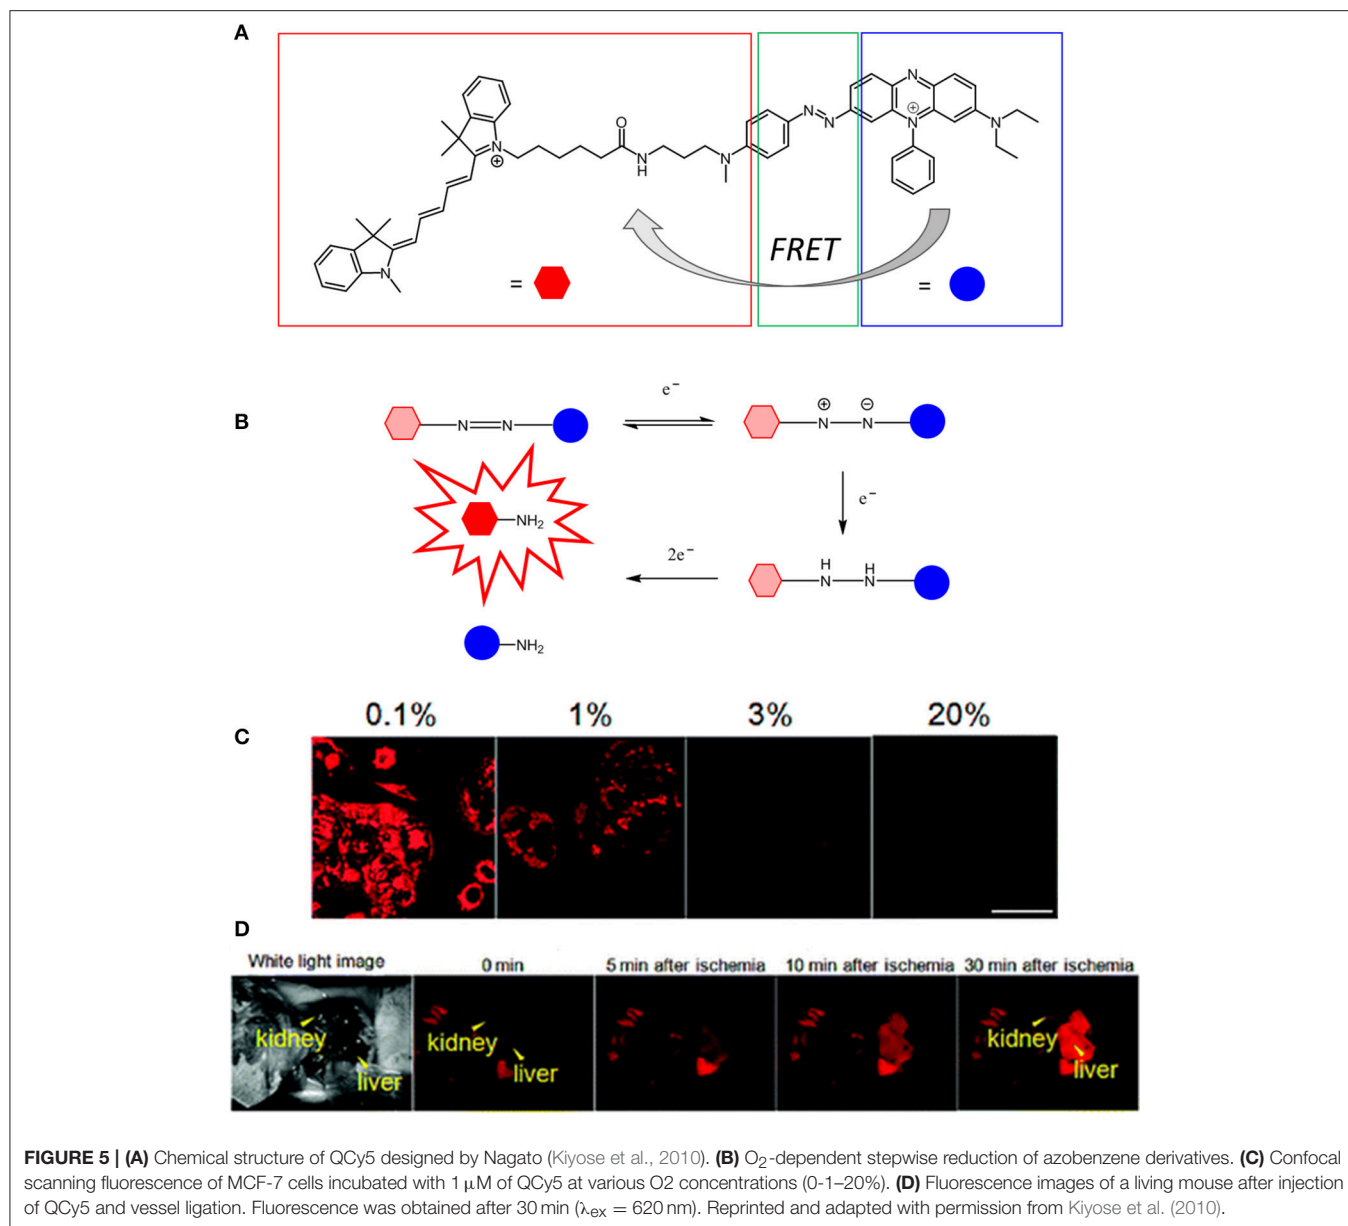 A
N
N
N
N
⊕
N
O
N
H
N
N
⊕
N
FRET
=
=
B
e⁻
N
N
⊕
⊖
N
N
e⁻
NH₂
2e⁻
H
H
N
N
NH₂
C
0.1%
1%
3%
20%
D
White light image
0 min
5 min after ischemia
10 min after ischemia
30 min after ischemia
kidney
liver
kidney
liver
kidney
liver
FIGURE 5 | (A) Chemical structure of QCy5 designed by Nagato (Kiyose et al., 2010). (B) O₂-dependent stepwise reduction of azobenzene derivatives. (C) Confocal
scanning fluorescence of MCF-7 cells incubated with 1 μM of QCy5 at various O2 concentrations (0-1–20%). (D) Fluorescence images of a living mouse after injection
of QCy5 and vessel ligation. Fluorescence was obtained after 30 min (λex = 620 nm). Reprinted and adapted with permission from Kiyose et al. (2010).